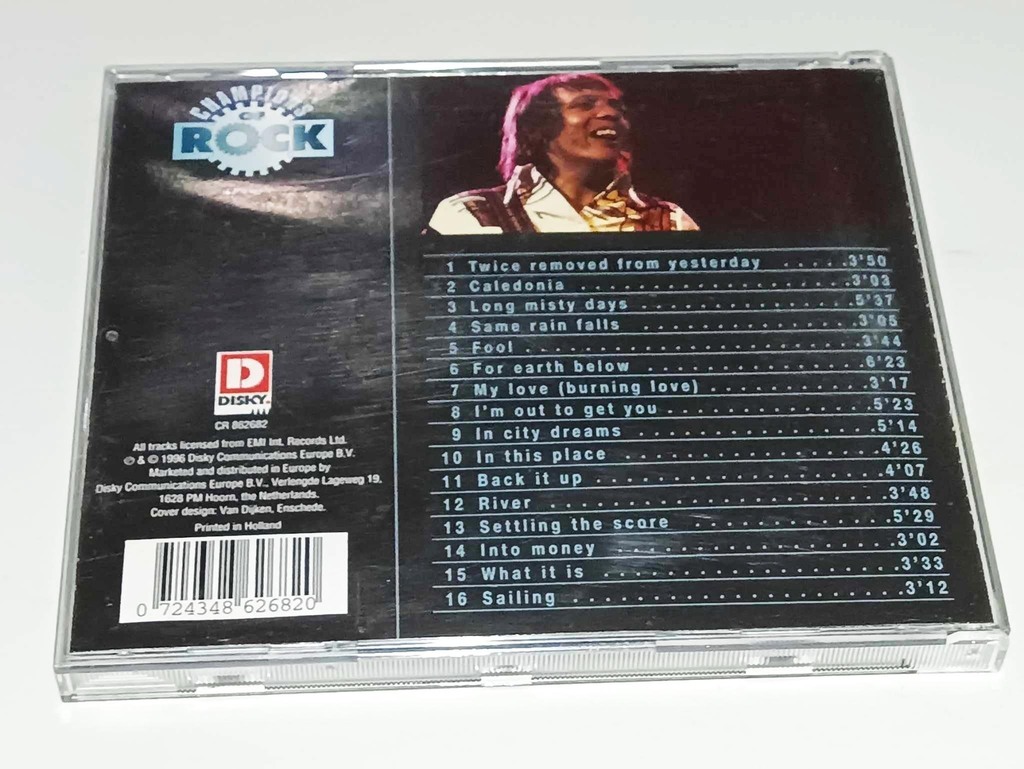 CHAMPIONS
OF
ROCK
1 Twice removed from yesterday .....3'50
2 Caledonia ....................3'03
3 Long misty days ................5'37
4 Same rain falls ................3'05
5 Fool ........................3'44
6 For earth below ................6'23
7 My love (burning love) ............3'17
8 I'm out to get you ..............5'23
9 In city dreams .................5'14
10 In this place ..................4'26
11 Back it up ....................4'07
12 River ........................3'48
13 Settling the score ..............5'29
14 Into money ...................3'02
15 What it is ....................3'33
16 Sailing ......................3'12
D
DISKY
CR 862682
All tracks licensed from EMI Int. Records Ltd.
℗ & © 1996 Disky Communications Europe B.V.
Marketed and distributed in Europe by
Disky Communications Europe B.V., Verlengde Lageweg 19,
1628 PM Hoorn, the Netherlands.
Cover design: Van Dijken, Enschede.
Printed in Holland
0 724348 626820